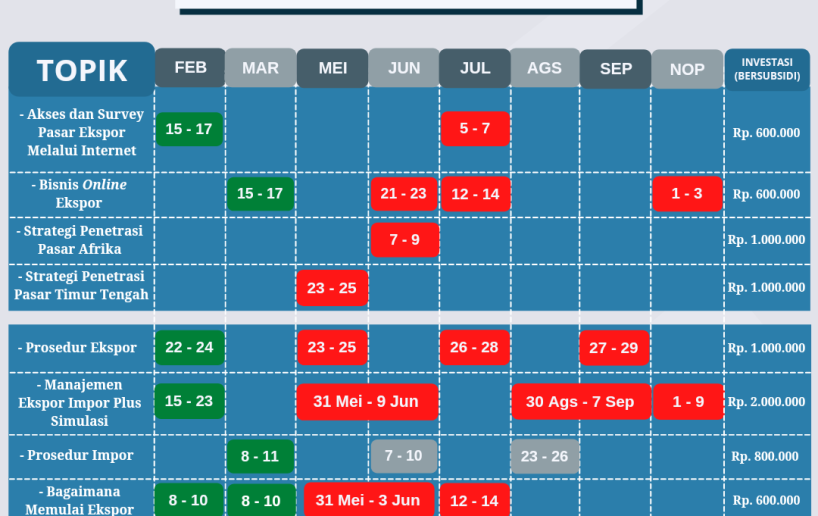 TOPIK FEB MAR MEI JUN JUL AGS SEP NOP INVESTASI
(BERSUBSIDI)
- Akses dan Survey
Pasar Ekspor
Melalui Internet
15 - 17 5 - 7 Rp. 600.000
- Bisnis Online
Ekspor
15 - 17 21 - 23 12 - 14 1 - 3 Rp. 600.000
- Strategi Penetrasi
Pasar Afrika
7 - 9 Rp. 1.000.000
- Strategi Penetrasi
Pasar Timur Tengah
23 - 25 Rp. 1.000.000
- Prosedur Ekspor 22 - 24 23 - 25 26 - 28 27 - 29 Rp. 1.000.000
- Manajemen
Ekspor Impor Plus
Simulasi
15 - 23 31 Mei - 9 Jun 30 Ags - 7 Sep 1 - 9 Rp. 2.000.000
- Prosedur Impor 8 - 11 7 - 10 23 - 26 Rp. 800.000
- Bagaimana
Memulai Ekspor
8 - 10 8 - 10 31 Mei - 3 Jun 12 - 14 Rp. 600.000